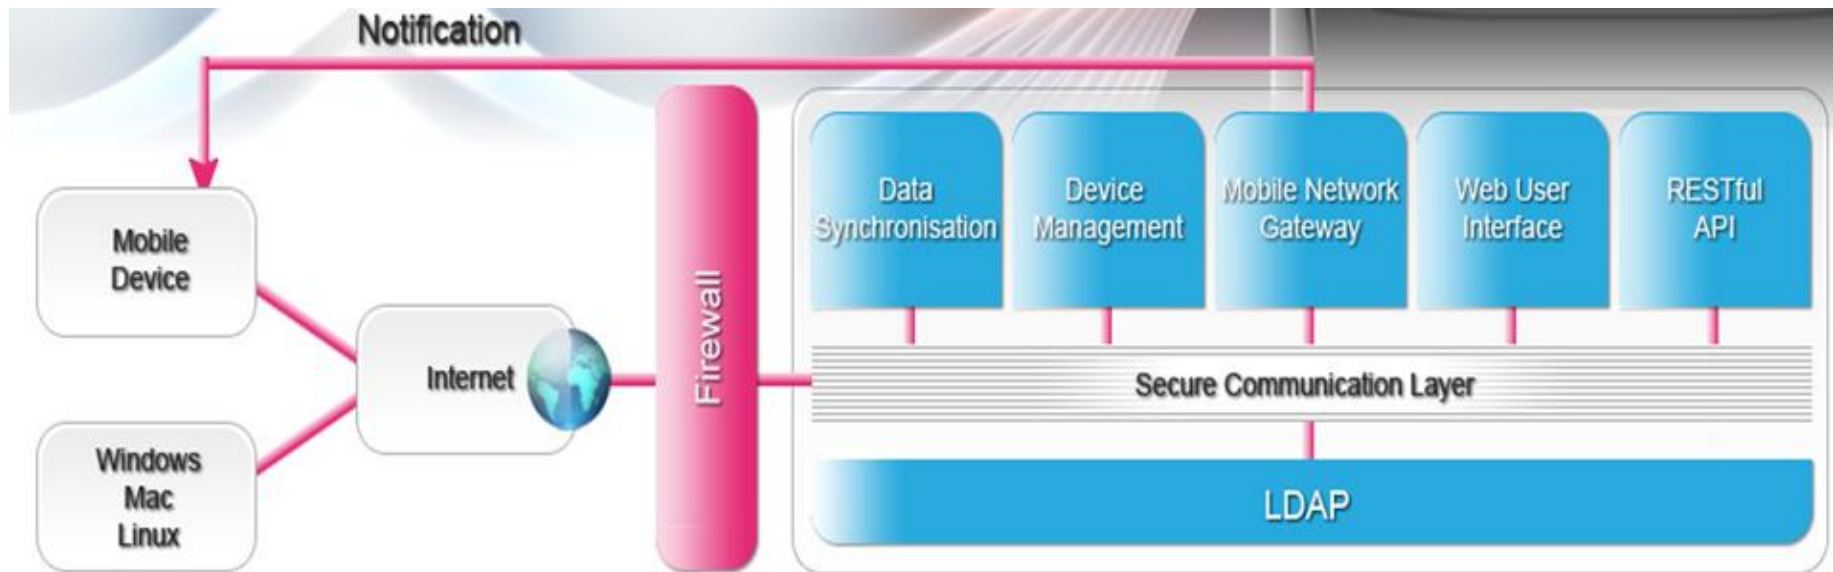 Notification
Mobile
Device
Windows
Mac
Linux
Internet
Firewall
Data
Synchronisation
Device
Management
Mobile Network
Gateway
Web User
Interface
RESTful
API
Secure Communication Layer
LDAP